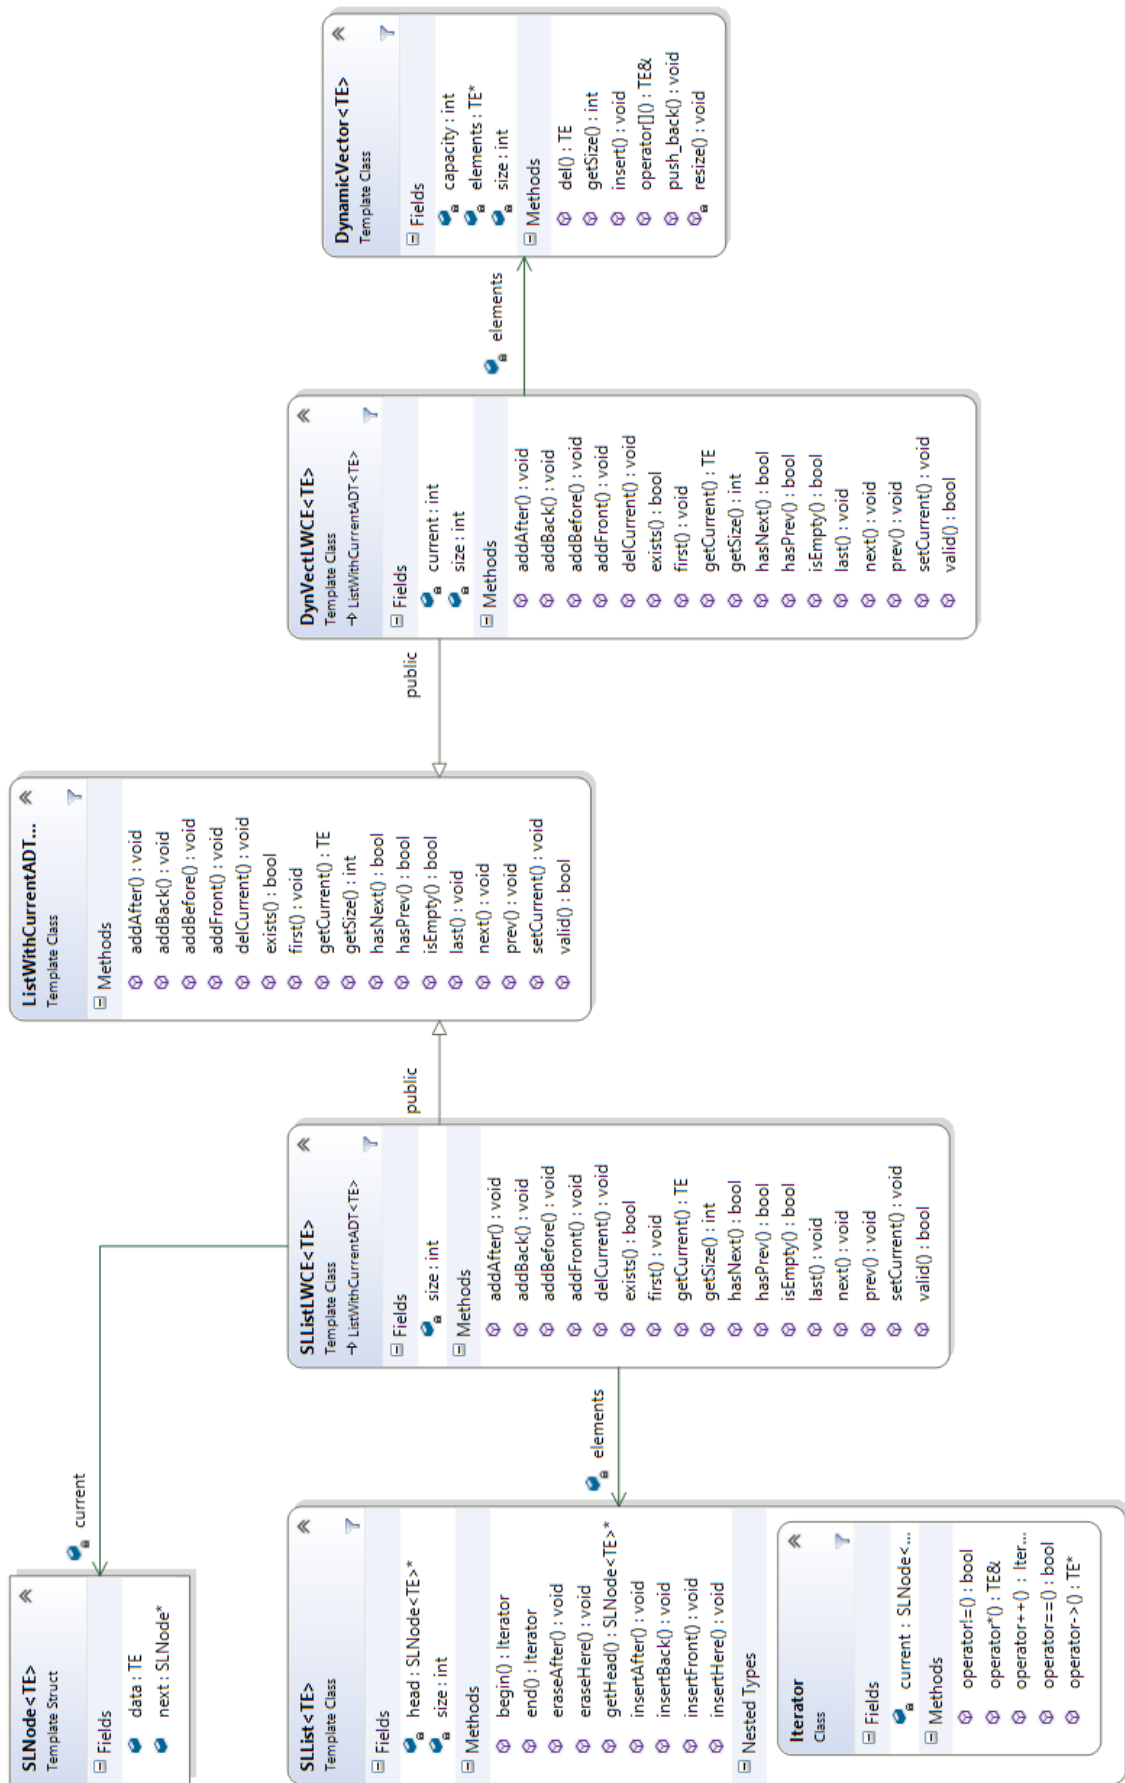 SLNode<TE>
Template Struct
Fields
data : TE
next : SLNode*
current
SLList<TE>
Template Class
Fields
head : SLNode<TE>*
size : int
Methods
begin() : Iterator
end() : Iterator
eraseAfter() : void
eraseHere() : void
getHead() : SLNode<TE>*
insertAfter() : void
insertBack() : void
insertFront() : void
insertHere() : void
Nested Types
Iterator
Class
Fields
current : SLNode<...
Methods
operator!=() : bool
operator*() : TE&
operator++() : Iter...
operator==() : bool
operator->() : TE*
elements
SLListLWCE<TE>
Template Class
ListWithCurrentADT<TE>
Fields
size : int
Methods
addAfter() : void
addBack() : void
addBefore() : void
addFront() : void
delCurrent() : void
exists() : bool
first() : void
getCurrent() : TE
getSize() : int
hasNext() : bool
hasPrev() : bool
isEmpty() : bool
last() : void
next() : void
prev() : void
setCurrent() : void
valid() : bool
public
ListWithCurrentADT...
Template Class
Methods
addAfter() : void
addBack() : void
addBefore() : void
addFront() : void
delCurrent() : void
exists() : bool
first() : void
getCurrent() : TE
getSize() : int
hasNext() : bool
hasPrev() : bool
isEmpty() : bool
last() : void
next() : void
prev() : void
setCurrent() : void
valid() : bool
public
DynVectLWCE<TE>
Template Class
ListWithCurrentADT<TE>
Fields
current : int
size : int
Methods
addAfter() : void
addBack() : void
addBefore() : void
addFront() : void
delCurrent() : void
exists() : bool
first() : void
getCurrent() : TE
getSize() : int
hasNext() : bool
hasPrev() : bool
isEmpty() : bool
last() : void
next() : void
prev() : void
setCurrent() : void
valid() : bool
elements
DynamicVector<TE>
Template Class
Fields
capacity : int
elements : TE*
size : int
Methods
del() : TE
getSize() : int
insert() : void
operator[]() : TE&
push_back() : void
resize() : void